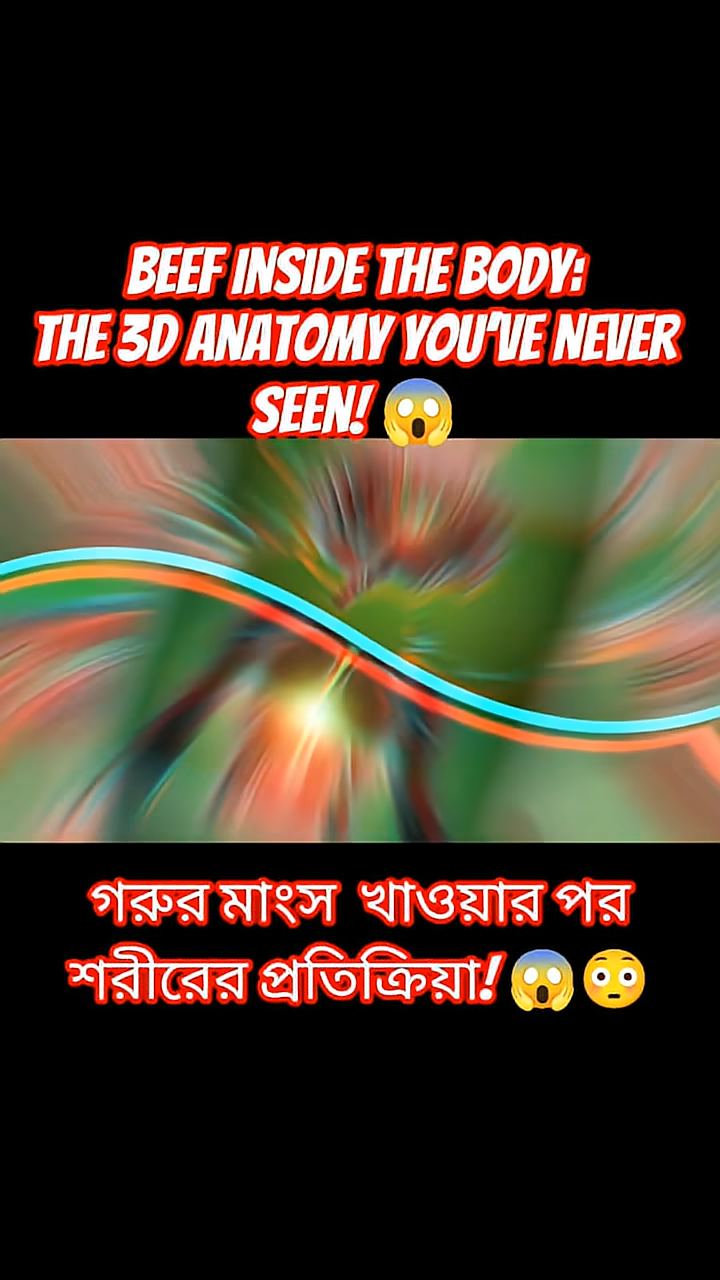 BEEF INSIDE THE BODY:
THE 3D ANATOMY YOU'VE NEVER
SEEN! 😱
গরুর মাংস খাওয়ার পর
শরীরের প্রতিক্রিয়া! 😱😳